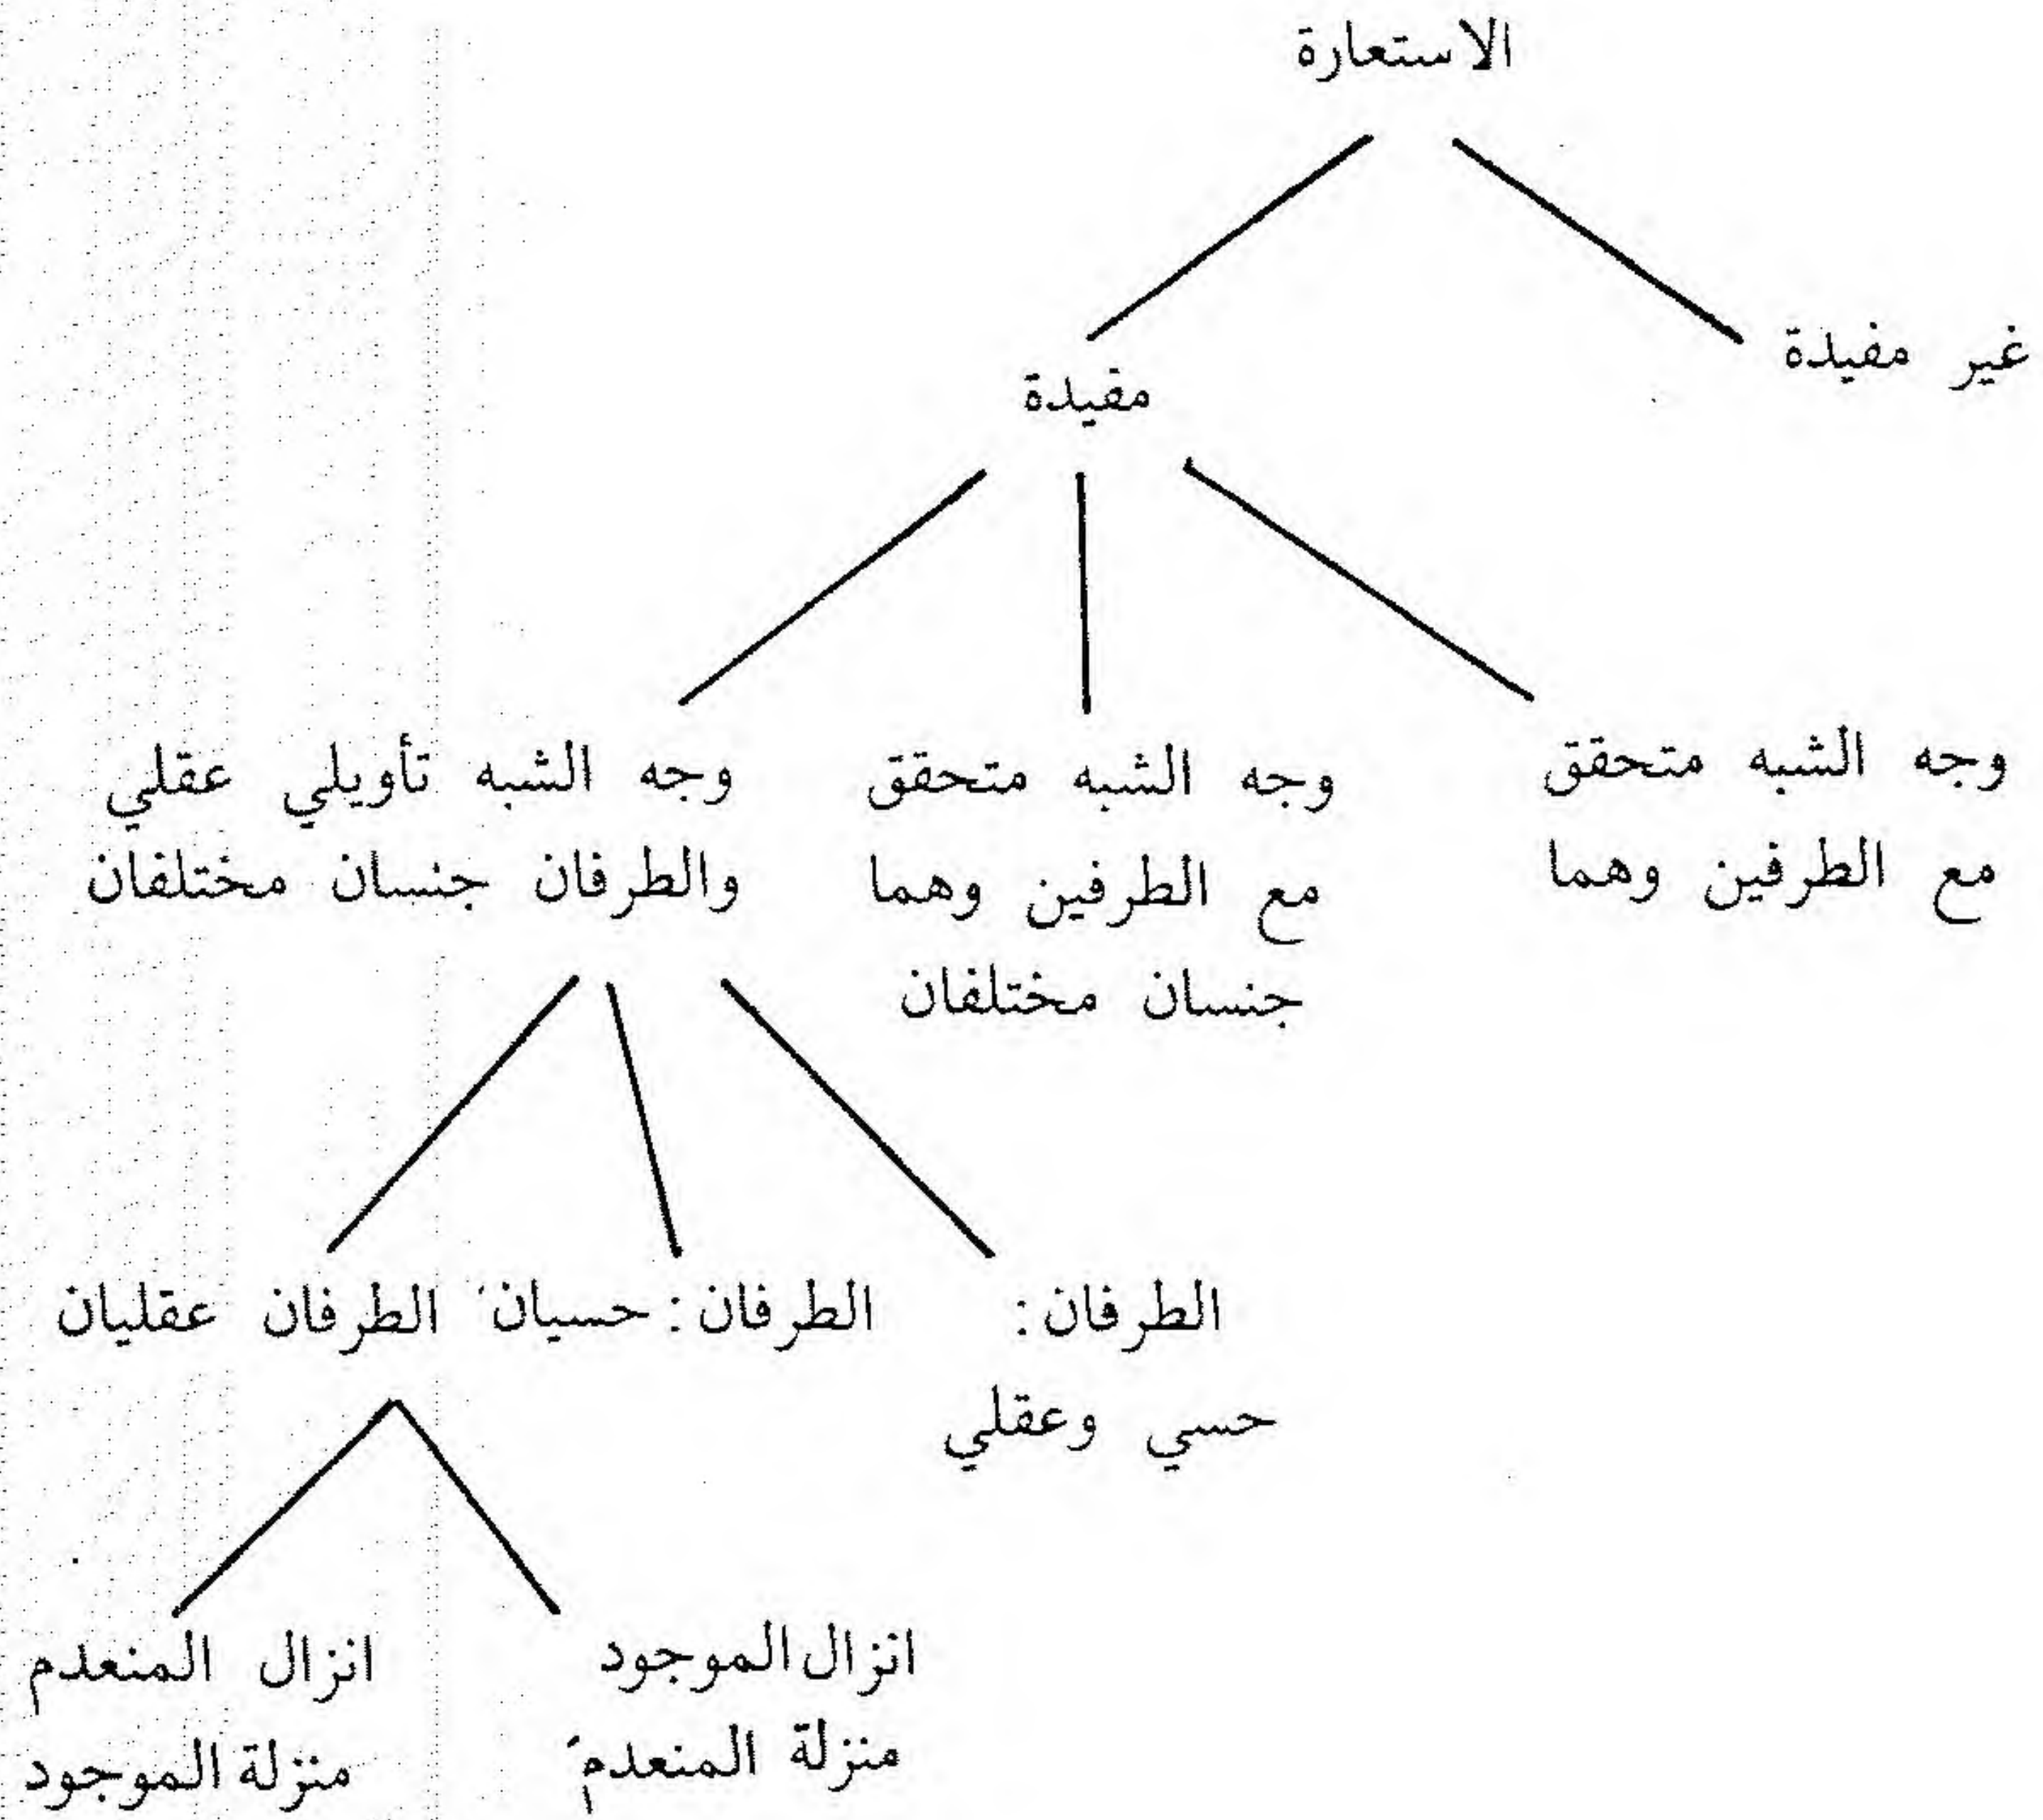 الاستعارة
غير مفيدة
مفيدة
وجه الشبه متحقق
مع الطرفين وهما
وجه الشبه متحقق
مع الطرفين وهما
جنسان مختلفان
وجه الشبه تأويلي عقلي
والطرفان جنسان مختلفان
الطرفان:
حسي وعقلي
الطرفان: حسيان
الطرفان عقليان
انزال الموجود
منزلة المنعدم
انزال المنعدم
منزلة الموجود